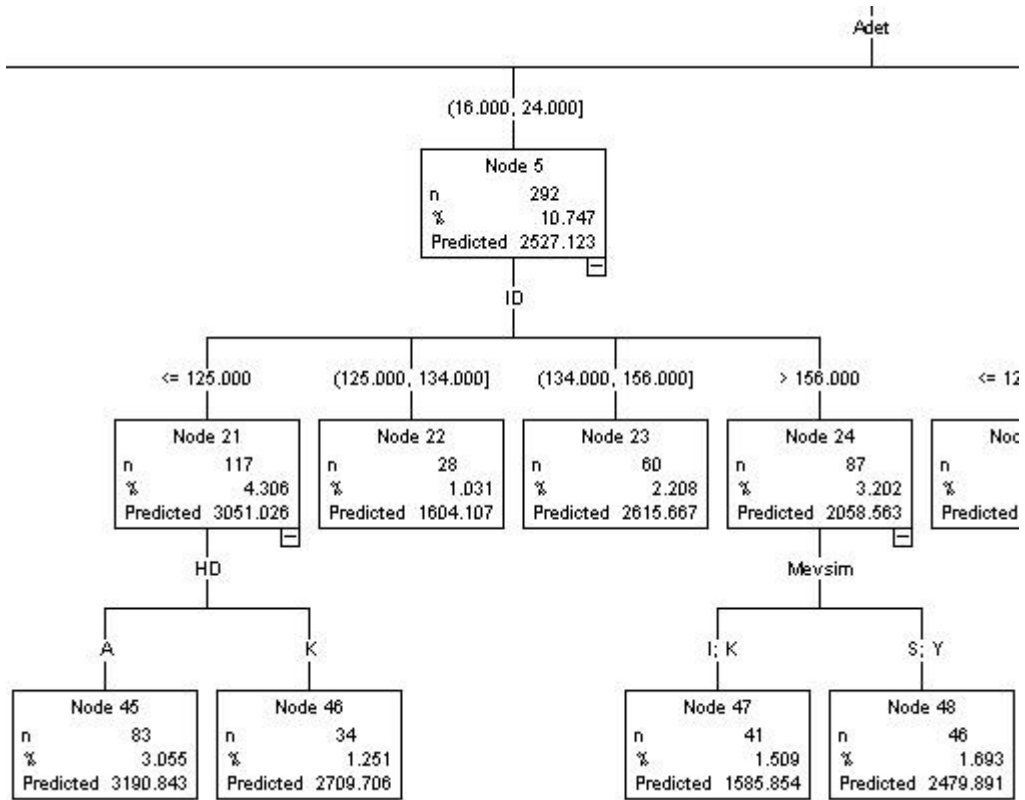 Adet
(16.000, 24.000]
Node 5
n 292
% 10.747
Predicted 2527.123
ID
<= 125.000 (125.000, 134.000] (134.000, 156.000] > 156.000 <= 12
Node 21
n 117
% 4.306
Predicted 3051.026
Node 22
n 28
% 1.031
Predicted 1604.107
Node 23
n 60
% 2.208
Predicted 2615.667
Node 24
n 87
% 3.202
Predicted 2058.563
Noc
n
%
Predicted
HD
Mevsim
A K I; K S; Y
Node 45
n 83
% 3.055
Predicted 3190.843
Node 46
n 34
% 1.251
Predicted 2709.706
Node 47
n 41
% 1.509
Predicted 1585.854
Node 48
n 46
% 1.693
Predicted 2479.891